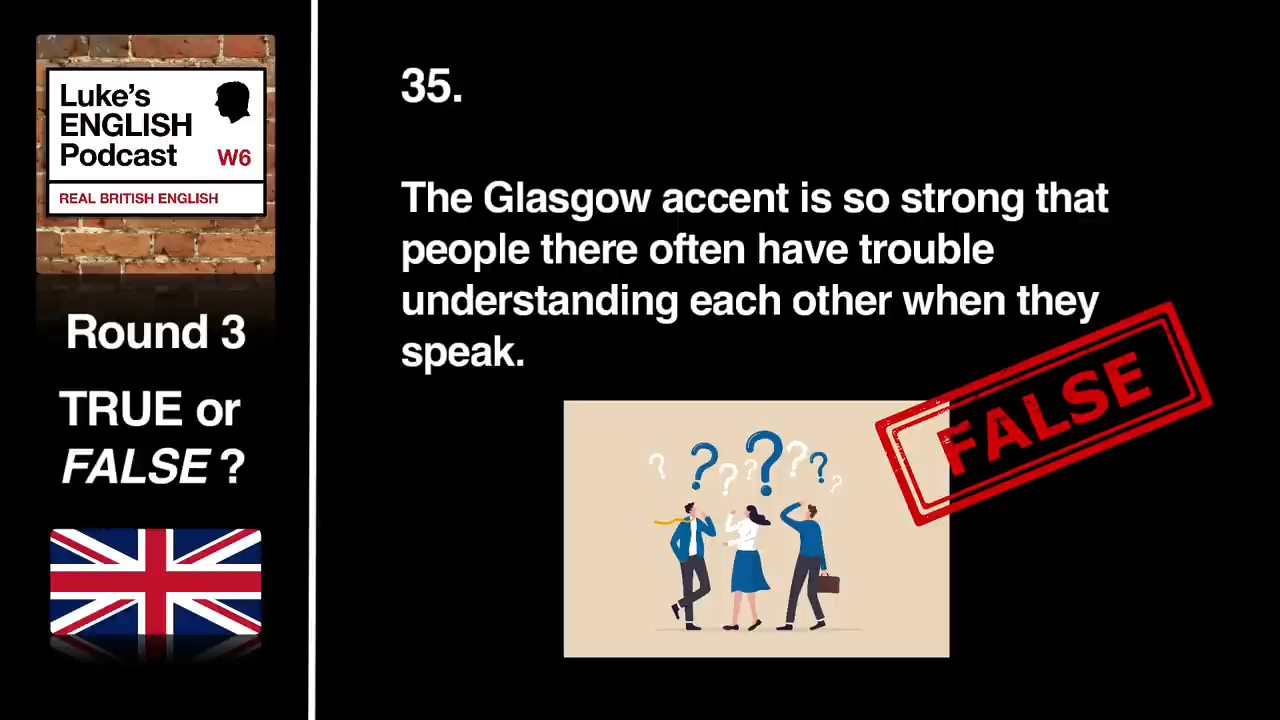 Luke's
ENGLISH
Podcast
W6
REAL BRITISH ENGLISH
Round 3
TRUE or
FALSE ?
35.
The Glasgow accent is so strong that
people there often have trouble
understanding each other when they
speak.
FALSE